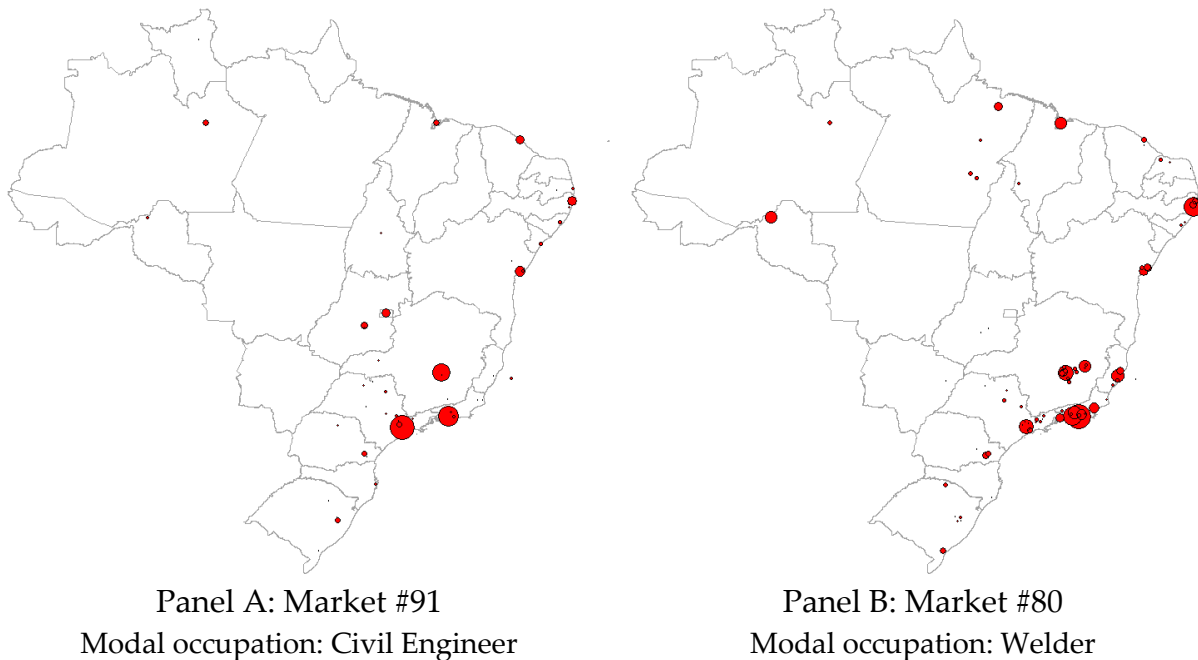 Panel A: Market #91
Modal occupation: Civil Engineer
Panel B: Market #80
Modal occupation: Welder